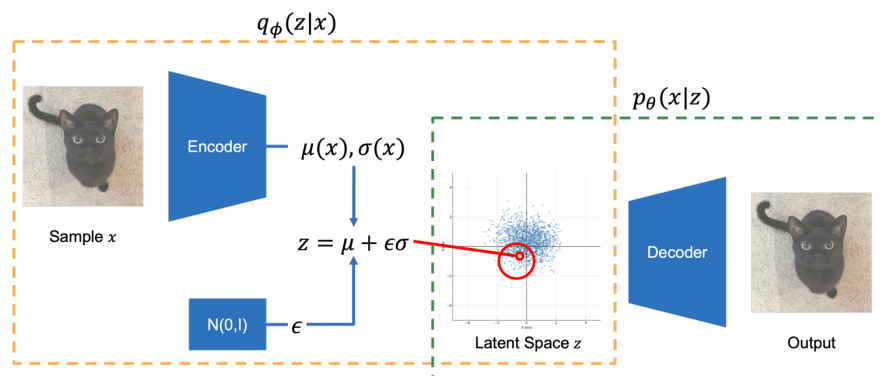 q_ϕ(z|x)
p_θ(x|z)
Encoder
μ(x), σ(x)
Sample x
z = μ + ϵσ
Decoder
N(0,I)
ϵ
Latent Space z
Output